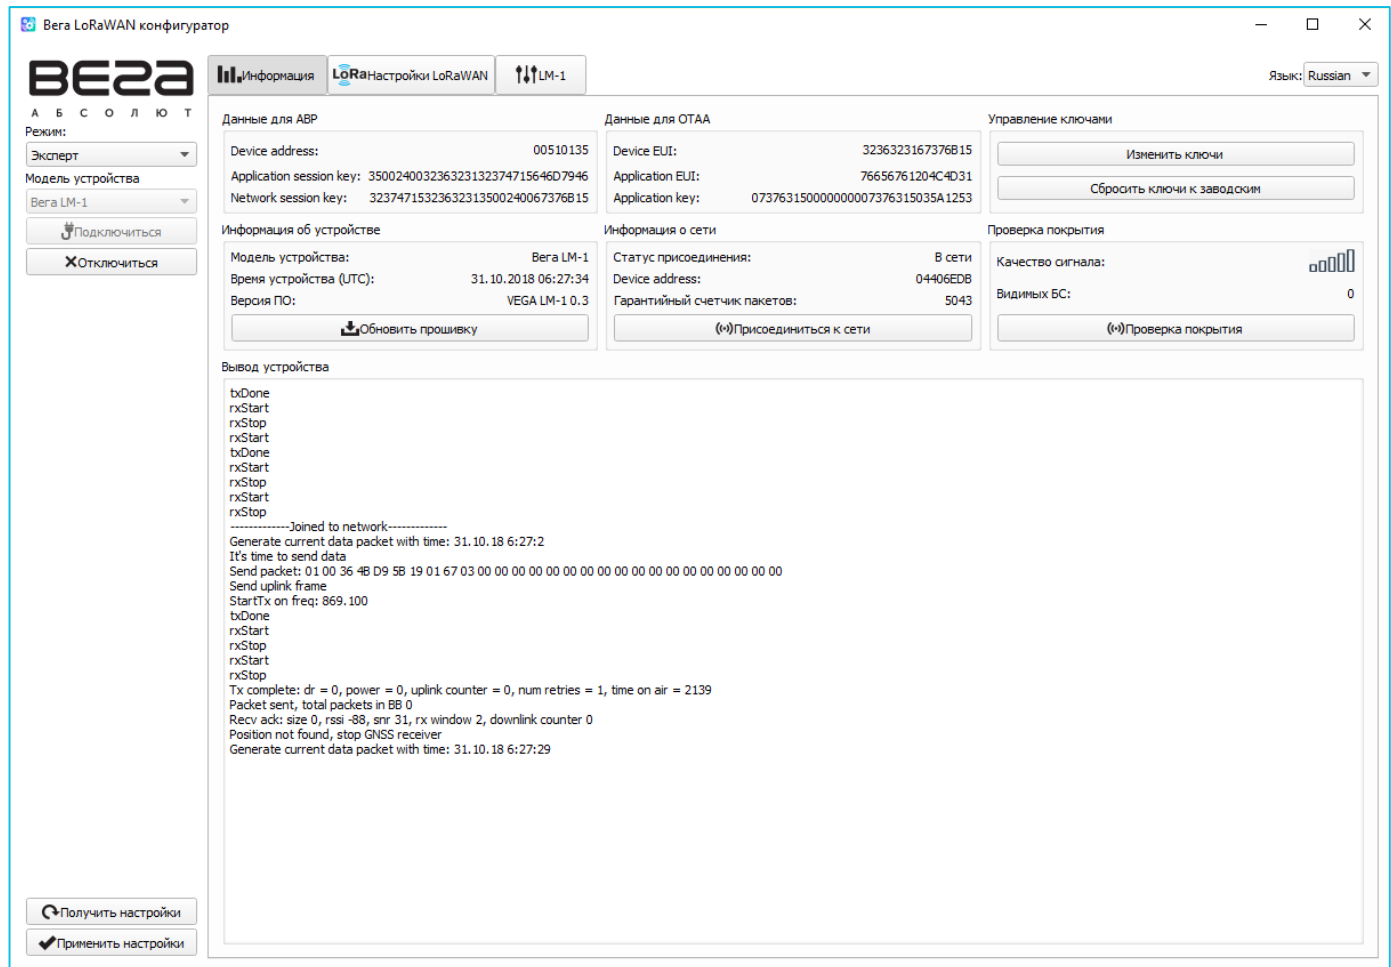 Вега LoRaWAN конфигуратор
ВЕГА
АБСОЛЮТ
Режим:
Эксперт
Модель устройства
Вега LM-1
Подключиться
Отключиться
Получить настройки
Применить настройки
Информация
LoRa Настройки LoRaWAN
LM-1
Язык: Russian
Данные для ABP
Device address: 00510135
Application session key: 350024003236323132374715646D7946
Network session key: 32374715323632313500240067376B15
Данные для OTAA
Device EUI: 3236323167376B15
Application EUI: 76656761204C4D31
Application key: 073763150000000007376315035A1253
Управление ключами
Изменить ключи
Сбросить ключи к заводским
Информация об устройстве
Модель устройства: Вега LM-1
Время устройства (UTC): 31.10.2018 06:27:34
Версия ПО: VEGA LM-1 0.3
Обновить прошивку
Информация о сети
Статус присоединения: В сети
Device address: 04406EDB
Гарантийный счетчик пакетов: 5043
Присоединиться к сети
Проверка покрытия
Качество сигнала:
Видимых БС: 0
Проверка покрытия
Вывод устройства
txDone
rxStart
rxStop
rxStart
txDone
rxStart
rxStop
rxStart
rxStop
-------------Joined to network-------------
Generate current data packet with time: 31.10.18 6:27:2
It's time to send data
Send packet: 01 00 36 4B D9 5B 19 01 67 03 00 00 00 00 00 00 00 00 00 00 00 00 00 00 00 00 00 00
Send uplink frame
StartTx on freq: 869.100
txDone
rxStart
rxStop
rxStart
rxStop
Tx complete: dr = 0, power = 0, uplink counter = 0, num retries = 1, time on air = 2139
Packet sent, total packets in BB 0
Recv ack: size 0, rssi -88, snr 31, rx window 2, downlink counter 0
Position not found, stop GNSS receiver
Generate current data packet with time: 31.10.18 6:27:29